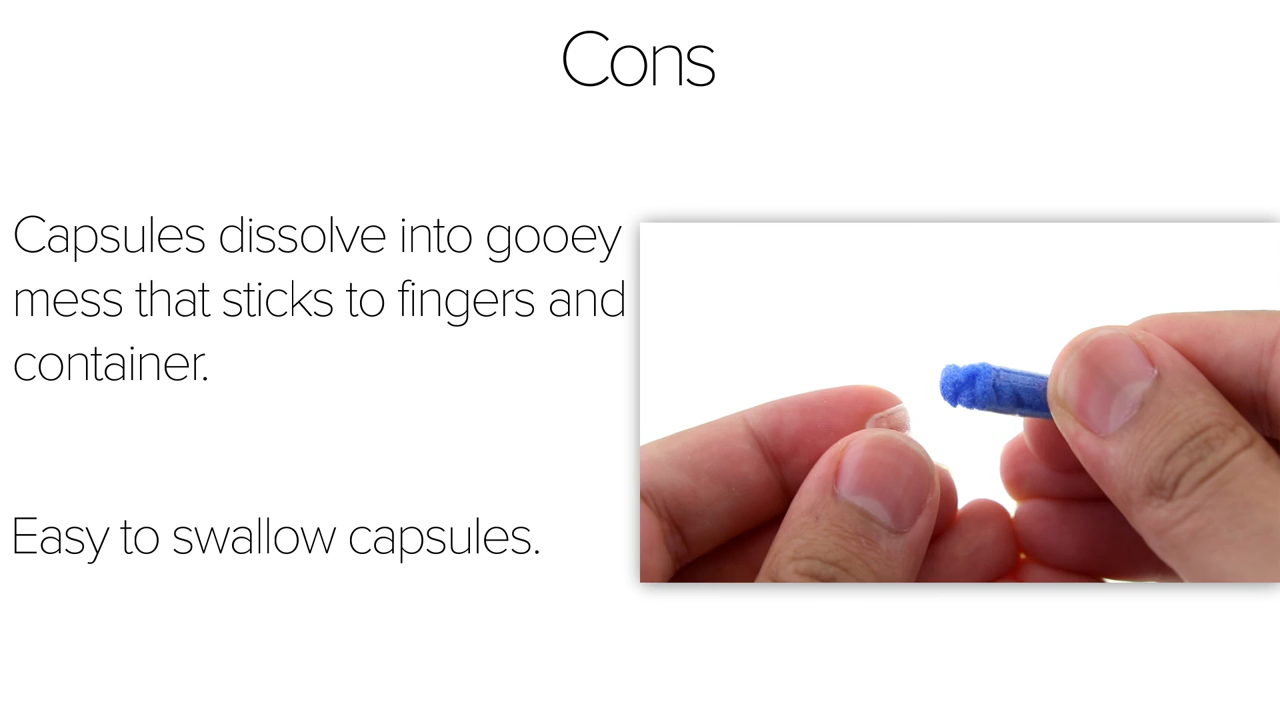 Cons
Capsules dissolve into gooey
mess that sticks to fingers and
container.
Easy to swallow capsules.